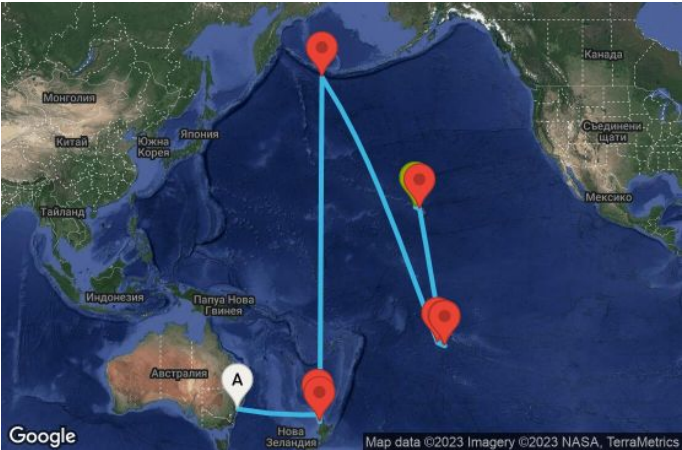 Канада
Монголия
Съединени
щати
Китай
Южна
Корея
Япония
Мексико
Тайланд
Индонезия
Папуа Нова
Гвинея
Австралия
A
Нова
Зеландия
Google
Map data ©2023 Imagery ©2023 NASA, TerraMetrics